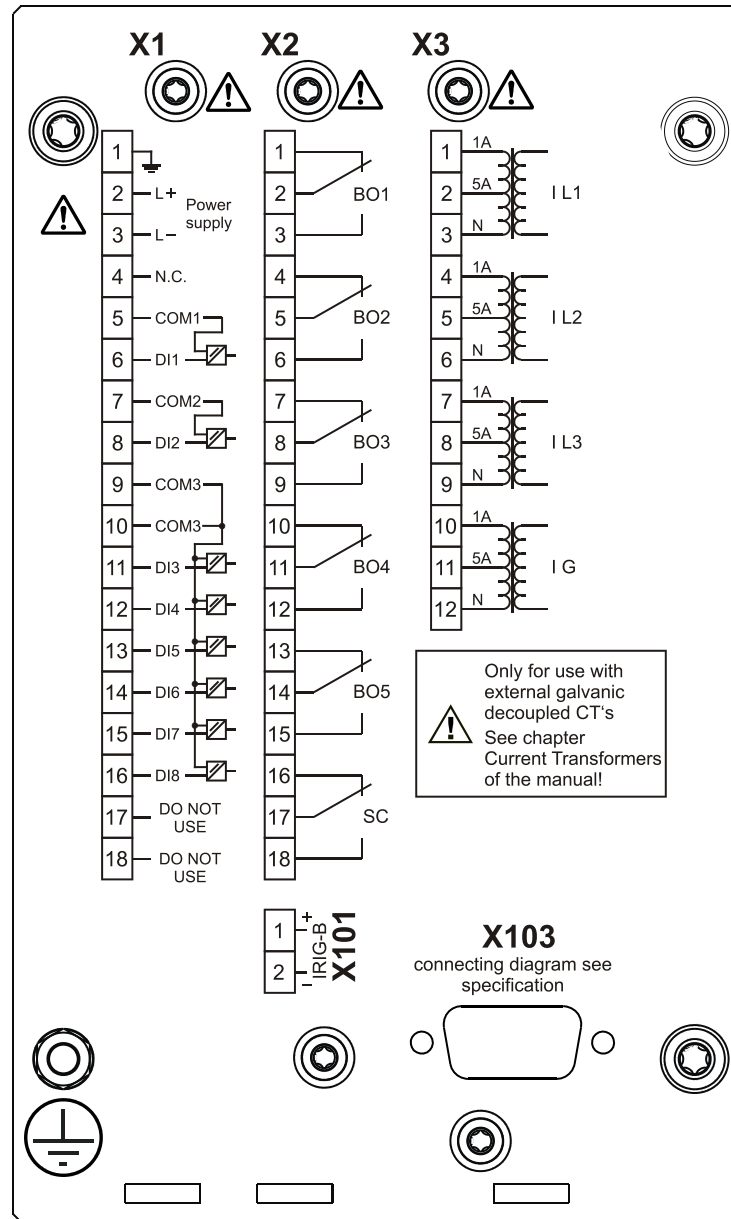 X1 X2 X3
1
2 L+
3 L–
Power
supply
4 N.C.
5 COM1
6 DI1
7 COM2
8 DI2
9 COM3
10 COM3
11 DI3
12 DI4
13 DI5
14 DI6
15 DI7
16 DI8
17 DO NOT
USE
18 DO NOT
USE
1
2 BO1
3
4
5 BO2
6
7
8 BO3
9
10
11 BO4
12
13
14 BO5
15
16
17 SC
18
1 1A
2 5A I L1
3 N
4 1A
5 5A I L2
6 N
7 1A
8 5A I L3
9 N
10 1A
11 5A I G
12 N
Only for use with
external galvanic
decoupled CT‘s
See chapter
Current Transformers
of the manual!
1 +
2 –
IRIG-B
X101
X103
connecting diagram see
specification